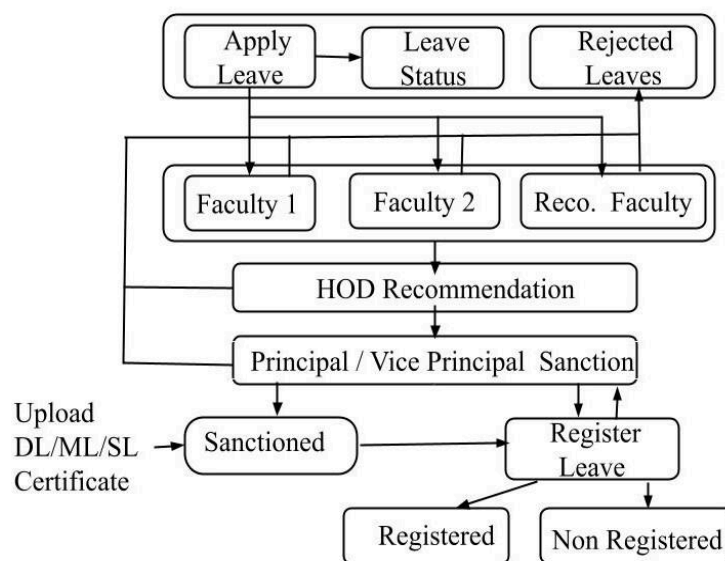 Apply
Leave
Leave
Status
Rejected
Leaves
Faculty 1
Faculty 2
Reco. Faculty
HOD Recommendation
Principal / Vice Principal Sanction
Upload
DL/ML/SL
Certificate
Sanctioned
Register
Leave
Registered
Non Registered